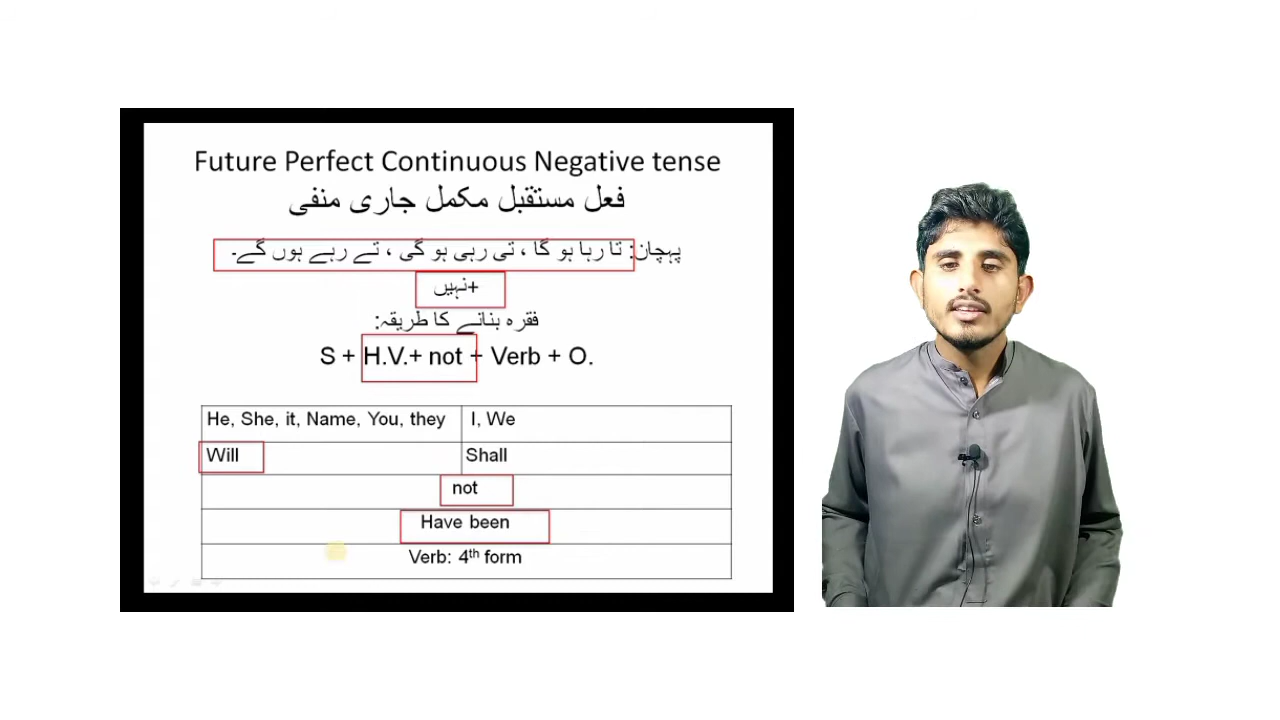 Future Perfect Continuous Negative tense
فعل مستقبل مکمل جاری منفی
پہچان: تا رہا ہو گا ، تی رہی ہو گی ، تے رہے ہوں گے۔
+نہیں
فقرہ بنانے کا طریقہ:
S + H.V.+ not + Verb + O.
He, She, it, Name, You, they I, We
Will Shall
not
Have been
Verb: 4th form